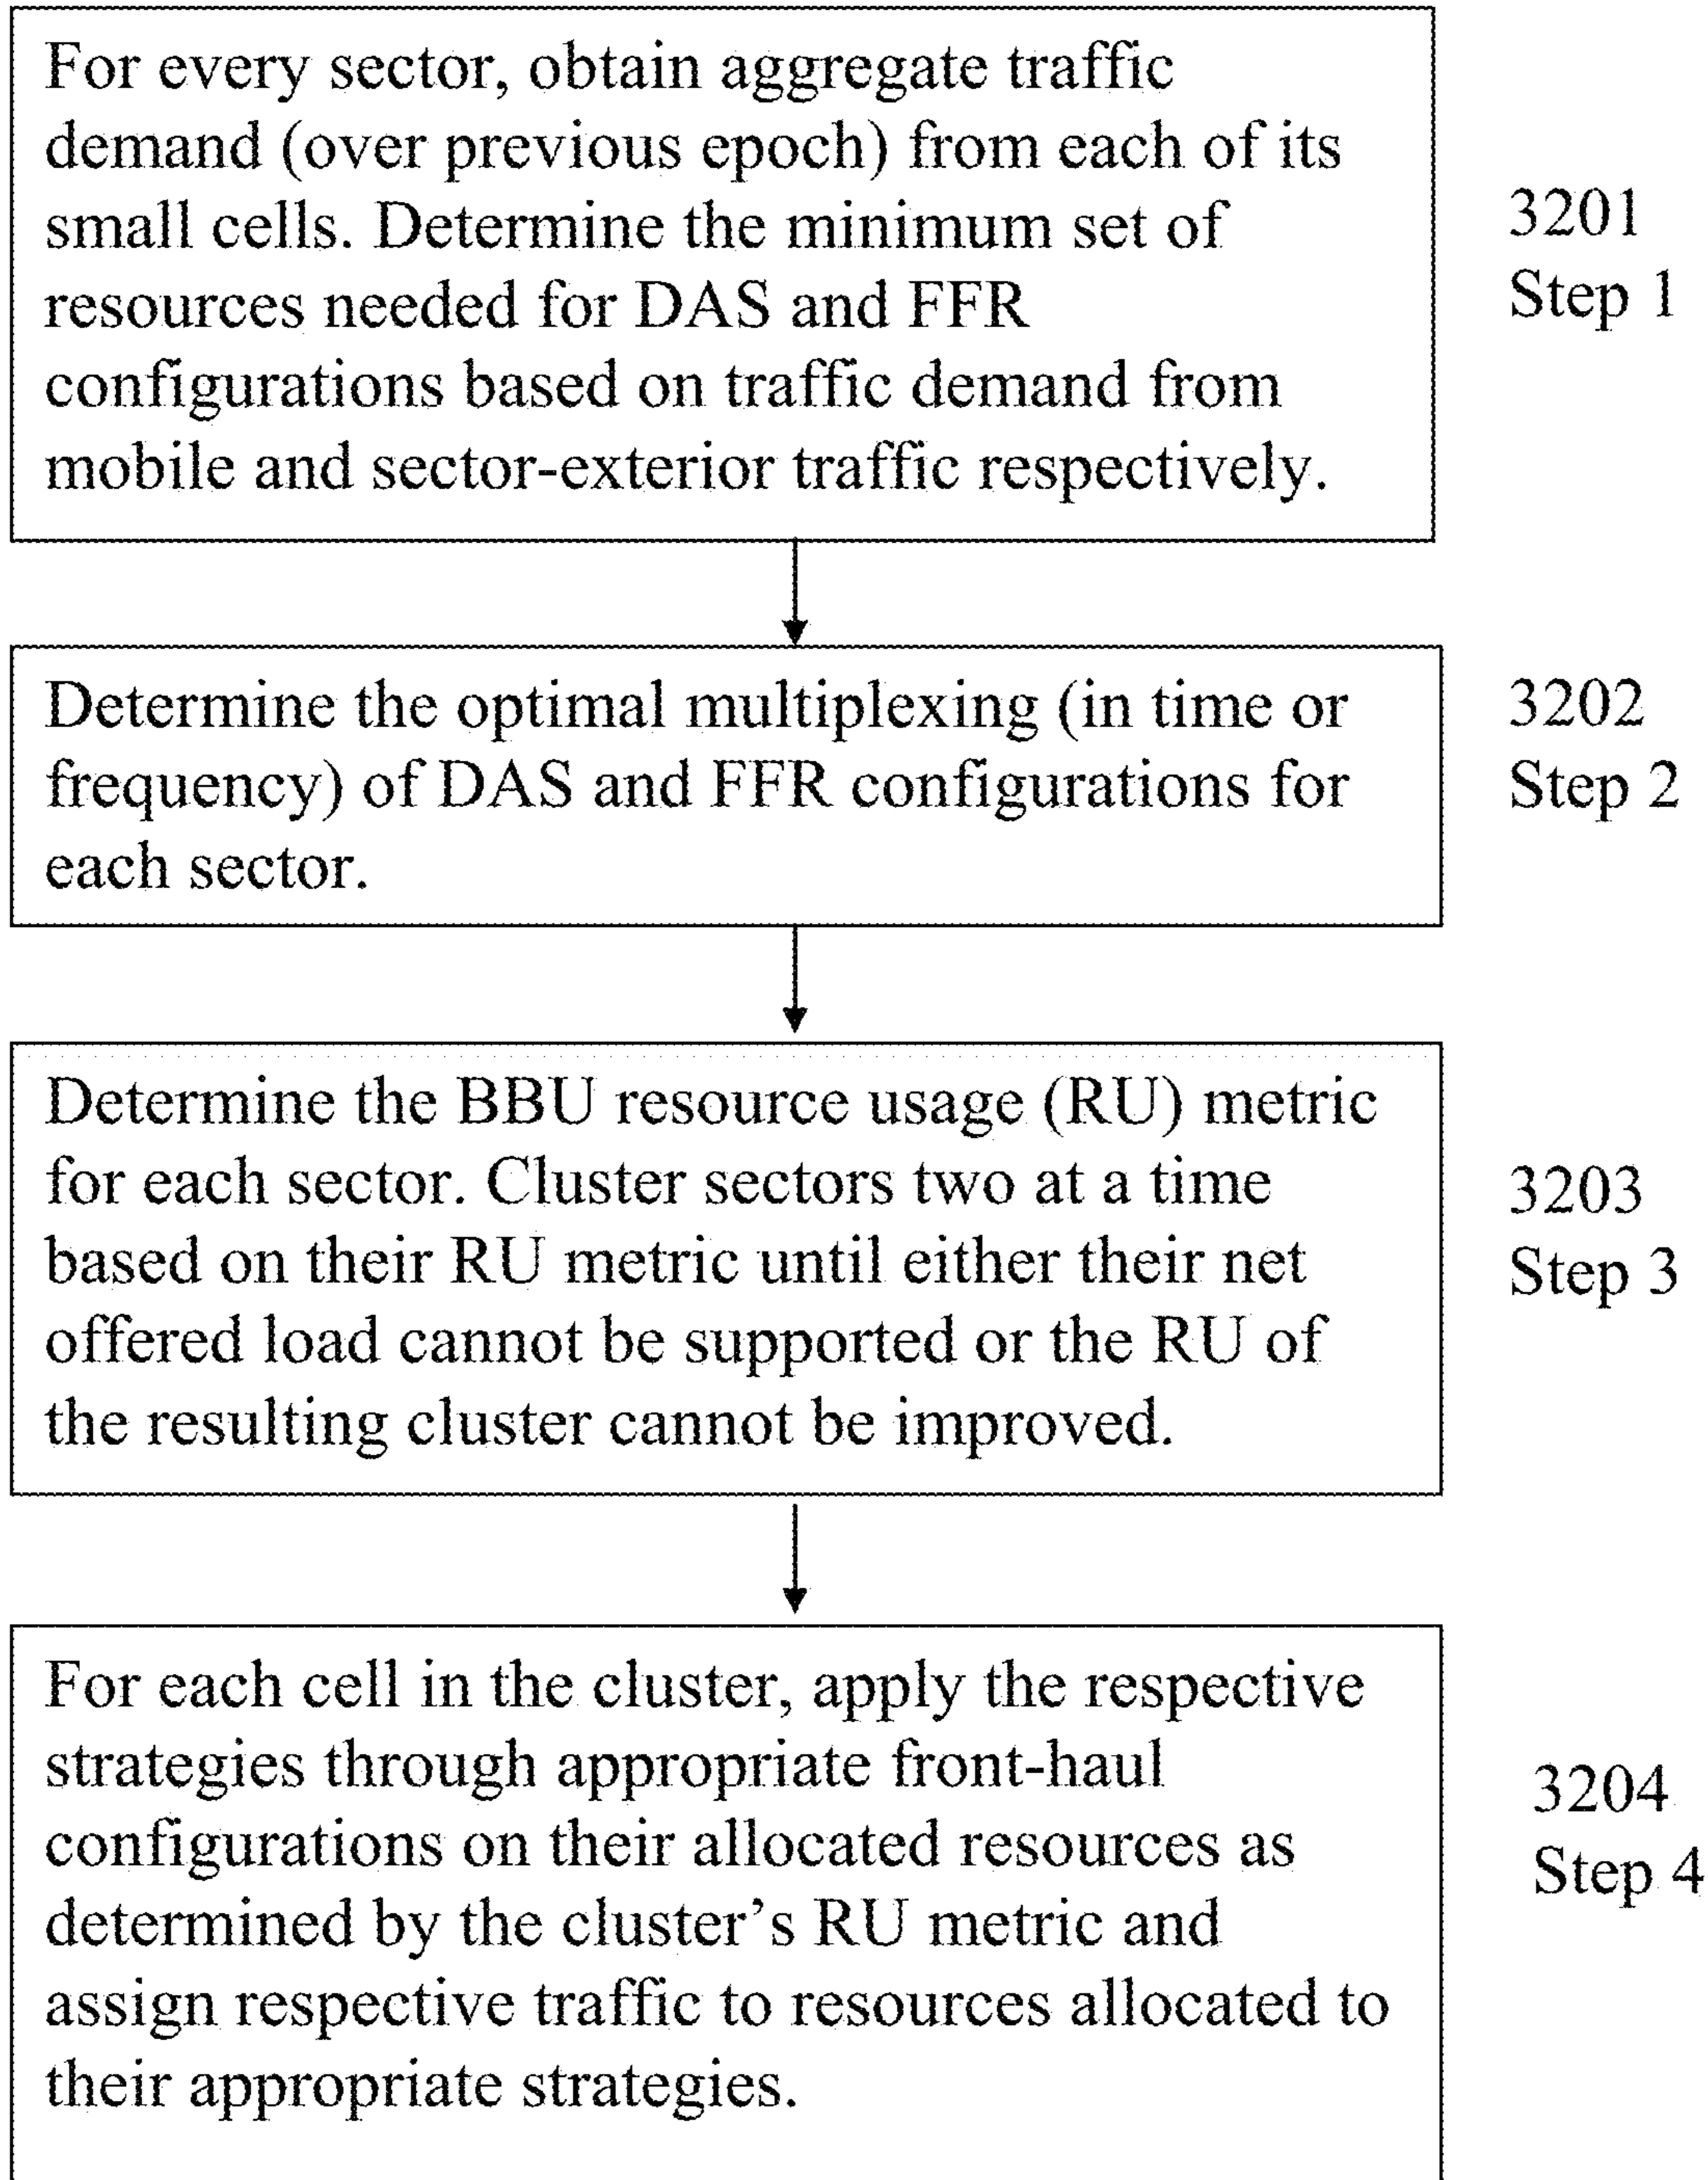 For every sector, obtain aggregate traffic
demand (over previous epoch) from each of its
small cells. Determine the minimum set of
resources needed for DAS and FFR
configurations based on traffic demand from
mobile and sector-exterior traffic respectively.
3201
Step 1
Determine the optimal multiplexing (in time or
frequency) of DAS and FFR configurations for
each sector.
3202
Step 2
Determine the BBU resource usage (RU) metric
for each sector. Cluster sectors two at a time
based on their RU metric until either their net
offered load cannot be supported or the RU of
the resulting cluster cannot be improved.
3203
Step 3
For each cell in the cluster, apply the respective
strategies through appropriate front-haul
configurations on their allocated resources as
determined by the cluster’s RU metric and
assign respective traffic to resources allocated to
their appropriate strategies.
3204
Step 4